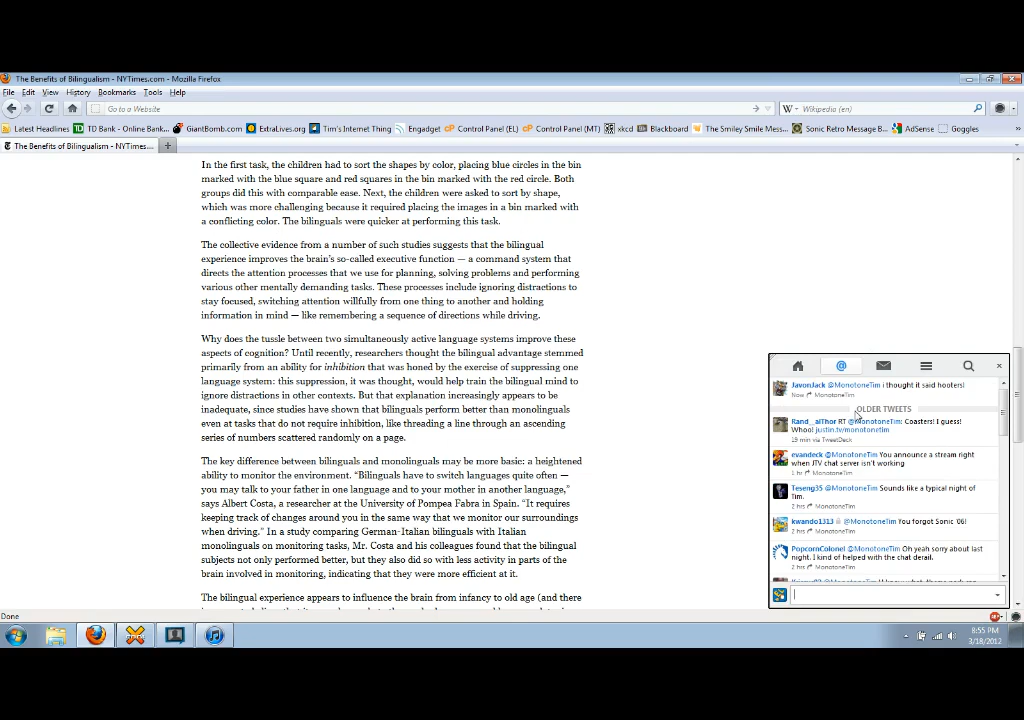 The Benefits of Bilingualism - NYTimes.com - Mozilla Firefox
File Edit View History Bookmarks Tools Help
Go to a Website
Wikipedia (en)
Latest Headlines TD Bank - Online Bank... GiantBomb.com ExtraLives.org Tim's Internet Thing Engadget Control Panel (EL) Control Panel (MT) xkcd Blackboard The Smiley Smile Mess... Sonic Retro Message B... AdSense Goggles
The Benefits of Bilingualism - NYTimes...
In the first task, the children had to sort the shapes by color, placing blue circles in the bin
marked with the blue square and red squares in the bin marked with the red circle. Both
groups did this with comparable ease. Next, the children were asked to sort by shape,
which was more challenging because it required placing the images in a bin marked with
a conflicting color. The bilinguals were quicker at performing this task.
The collective evidence from a number of such studies suggests that the bilingual
experience improves the brain's so-called executive function — a command system that
directs the attention processes that we use for planning, solving problems and performing
various other mentally demanding tasks. These processes include ignoring distractions to
stay focused, switching attention willfully from one thing to another and holding
information in mind — like remembering a sequence of directions while driving.
Why does the tussle between two simultaneously active language systems improve these
aspects of cognition? Until recently, researchers thought the bilingual advantage stemmed
primarily from an ability for inhibition that was honed by the exercise of suppressing one
language system: this suppression, it was thought, would help train the bilingual mind to
ignore distractions in other contexts. But that explanation increasingly appears to be
inadequate, since studies have shown that bilinguals perform better than monolinguals
even at tasks that do not require inhibition, like threading a line through an ascending
series of numbers scattered randomly on a page.
The key difference between bilinguals and monolinguals may be more basic: a heightened
ability to monitor the environment. “Bilinguals have to switch languages quite often —
you may talk to your father in one language and to your mother in another language,”
says Albert Costa, a researcher at the University of Pompea Fabra in Spain. “It requires
keeping track of changes around you in the same way that we monitor our surroundings
when driving.” In a study comparing German-Italian bilinguals with Italian
monolinguals on monitoring tasks, Mr. Costa and his colleagues found that the bilingual
subjects not only performed better, but they also did so with less activity in parts of the
brain involved in monitoring, indicating that they were more efficient at it.
The bilingual experience appears to influence the brain from infancy to old age (and there
JavonJack @MonotoneTim i thought it said hooters!
Now MonotoneTim
OLDER TWEETS
Rand__alThor RT @MonotoneTim: Coasters! I guess!
Whoo! justin.tv/monotonetim
19 min via TweetDeck
evandeck @MonotoneTim You announce a stream right
when JTV chat server isn't working
1 hr MonotoneTim
Teseng35 @MonotoneTim Sounds like a typical night of
Tim.
2 hrs MonotoneTim
kwando1313 @MonotoneTim You forgot Sonic '06!
2 hrs MonotoneTim
PopcornColonel @MonotoneTim Oh yeah sorry about last
night. I kind of helped with the chat derail.
2 hrs MonotoneTim
Done
8:55 PM
3/18/2012